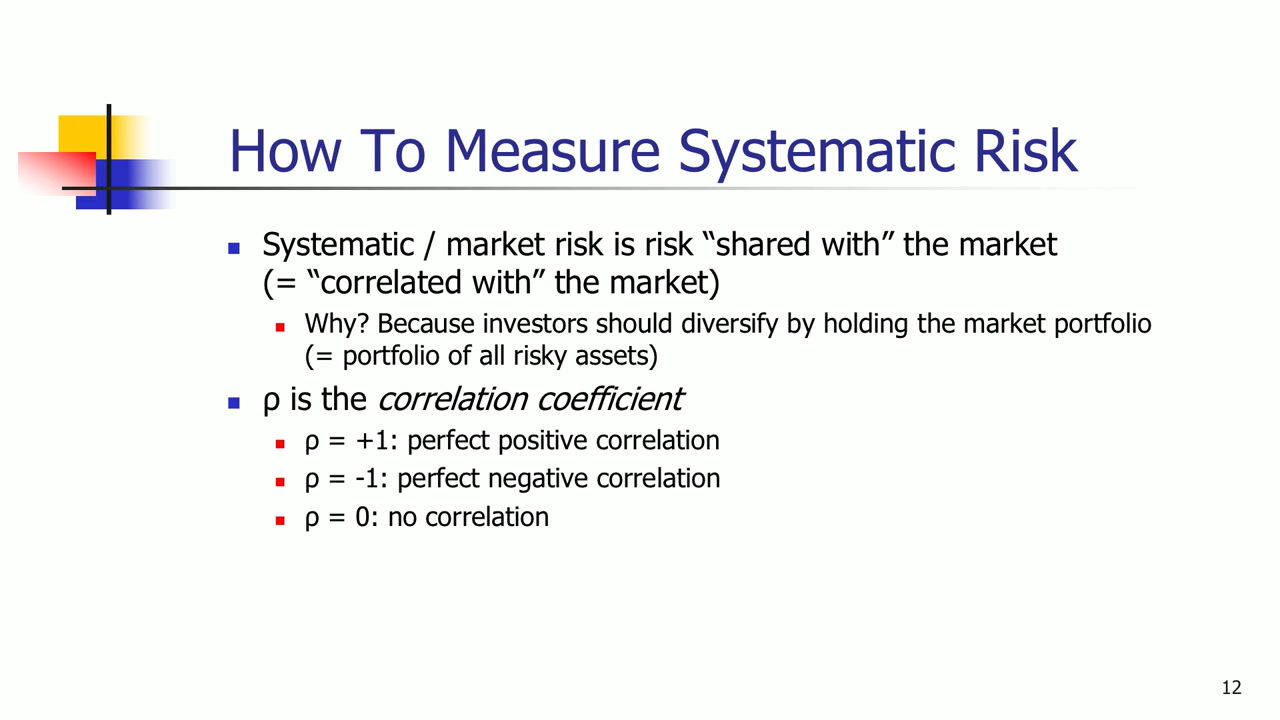 How To Measure Systematic Risk
Systematic / market risk is risk “shared with” the market
(= “correlated with” the market)
Why? Because investors should diversify by holding the market portfolio
(= portfolio of all risky assets)
ρ is the correlation coefficient
ρ = +1: perfect positive correlation
ρ = -1: perfect negative correlation
ρ = 0: no correlation
12